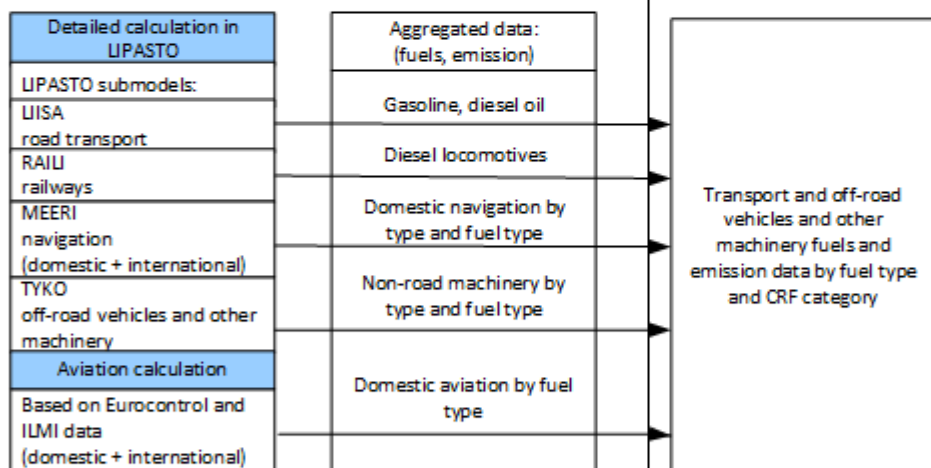 Detailed calculation in
LIPASTO
LIPASTO submodels:
LIISA
road transport
RAILI
railways
MEERI
navigation
(domestic + international)
TYKO
off-road vehicles and other
machinery
Aviation calculation
Based on Eurocontrol and
ILMI data
(domestic + international)
Aggregated data:
(fuels, emission)
Gasoline, diesel oil
Diesel locomotives
Domestic navigation by
type and fuel type
Non-road machinery by
type and fuel type
Domestic aviation by fuel
type
Transport and off-road
vehicles and other
machinery fuels and
emission data by fuel type
and CRF category